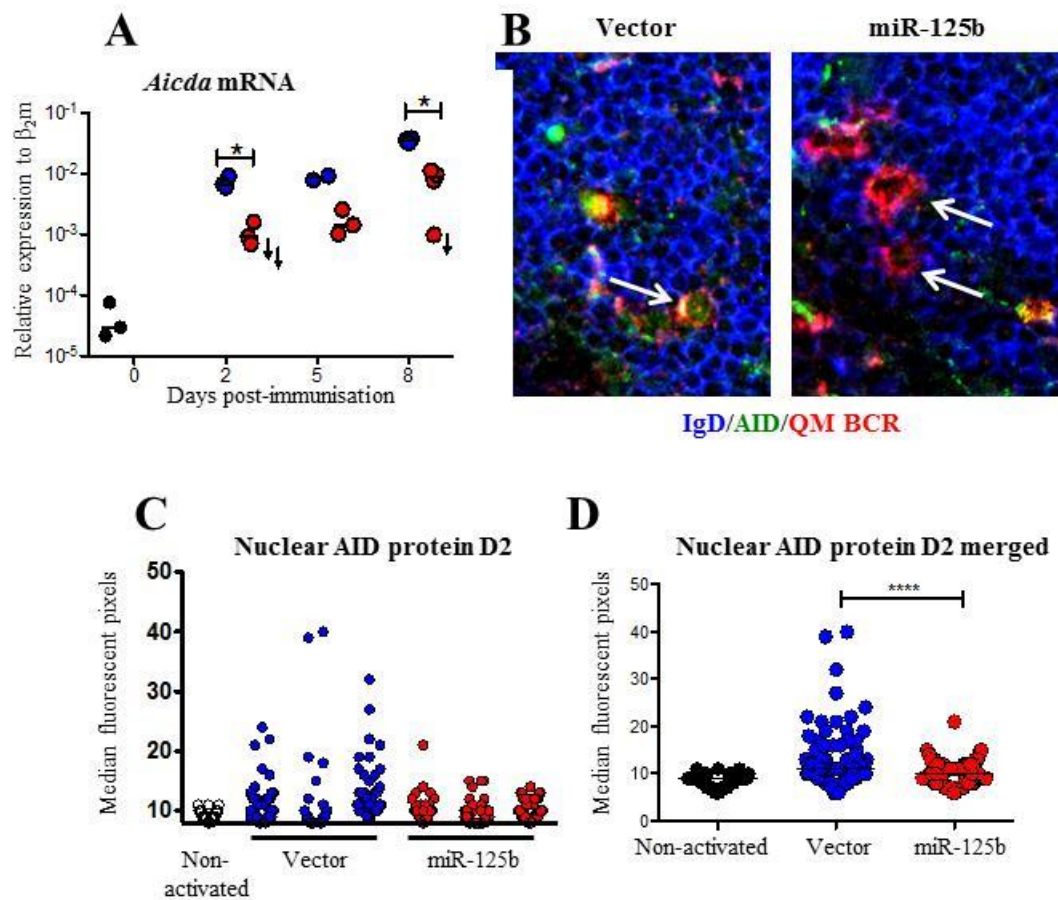 A
Aicda mRNA
Relative expression to β₂m
10⁻¹
10⁻²
10⁻³
10⁻⁴
10⁻⁵
*
*
0 2 5 8
Days post-immunisation
B
Vector miR-125b
IgD/AID/QM BCR
C
Nuclear AID protein D2
Median fluorescent pixels
50
40
30
20
10
Non-
activated
Vector
miR-125b
D
Nuclear AID protein D2 merged
Median fluorescent pixels
50
40
30
20
10
0
****
Non-activated Vector miR-125b